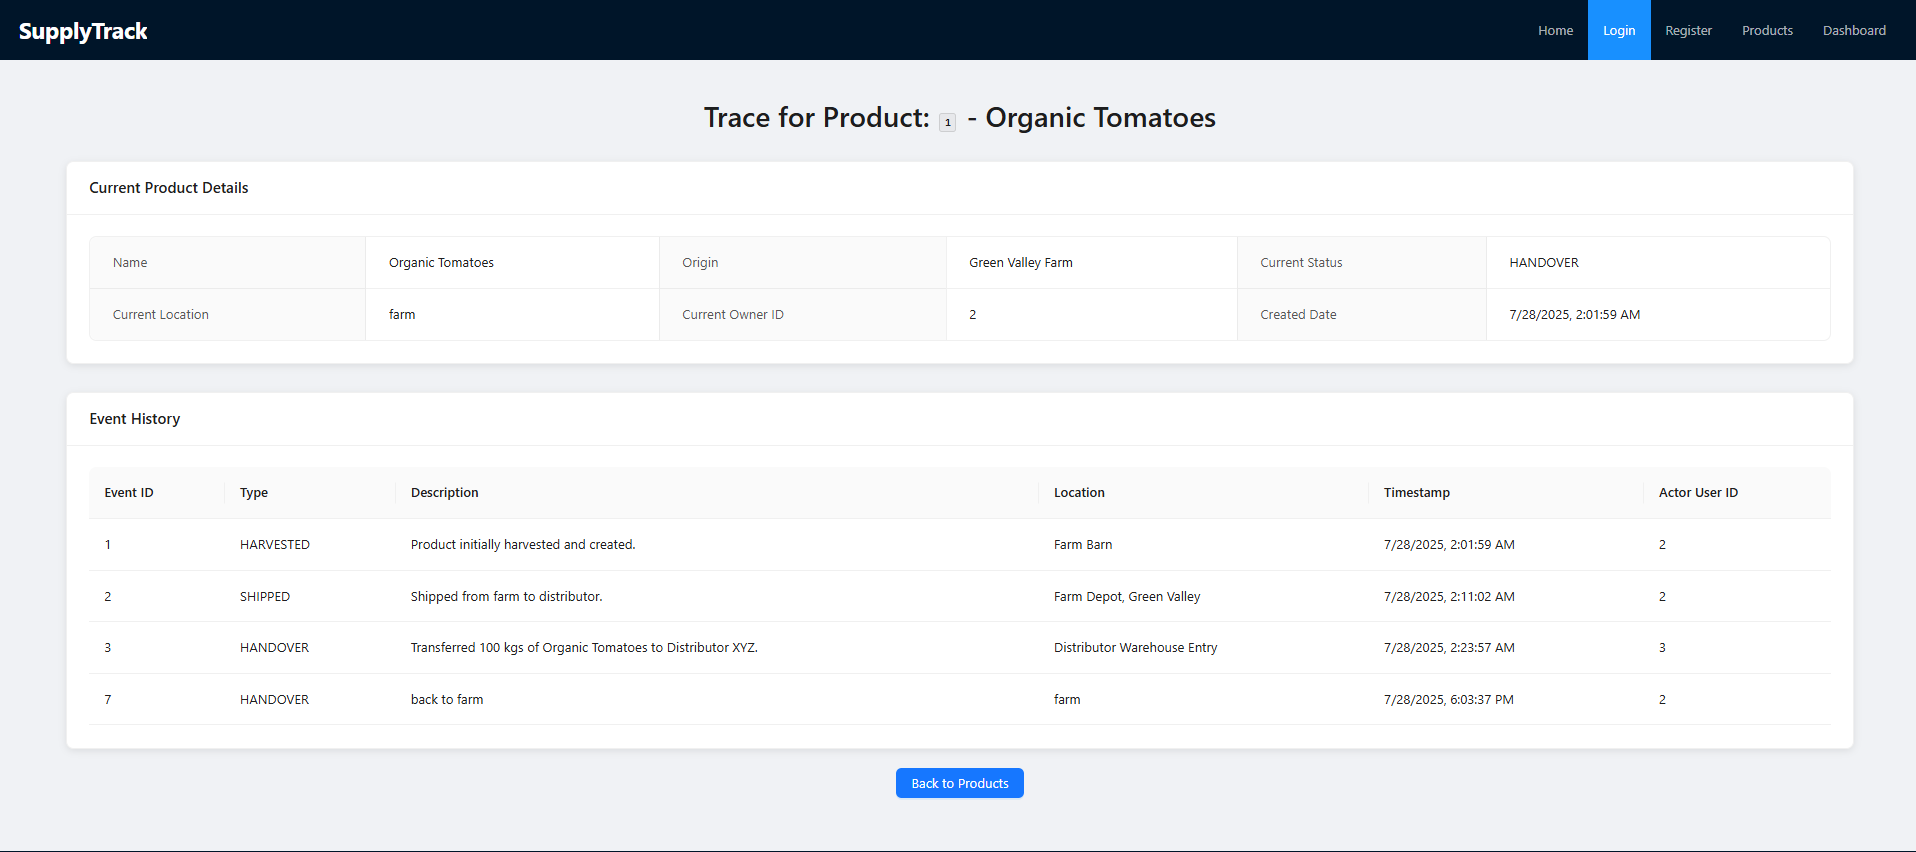 SupplyTrack Home Login Register Products Dashboard
Trace for Product: 1 - Organic Tomatoes
Current Product Details
Name Organic Tomatoes Origin Green Valley Farm Current Status HANDOVER
Current Location farm Current Owner ID 2 Created Date 7/28/2025, 2:01:59 AM
Event History
Event ID Type Description Location Timestamp Actor User ID
1 HARVESTED Product initially harvested and created. Farm Barn 7/28/2025, 2:01:59 AM 2
2 SHIPPED Shipped from farm to distributor. Farm Depot, Green Valley 7/28/2025, 2:11:02 AM 2
3 HANDOVER Transferred 100 kgs of Organic Tomatoes to Distributor XYZ. Distributor Warehouse Entry 7/28/2025, 2:23:57 AM 3
7 HANDOVER back to farm farm 7/28/2025, 6:03:37 PM 2
Back to Products